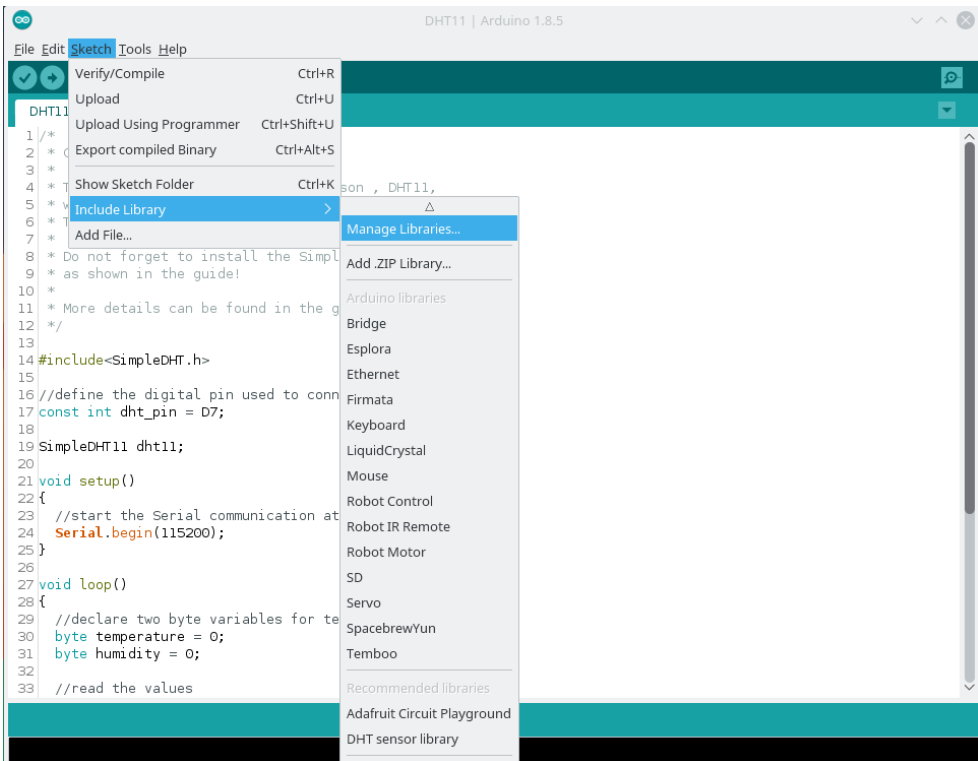 DHT11 | Arduino 1.8.5
File Edit Sketch Tools Help
Verify/Compile Ctrl+R
Upload Ctrl+U
Upload Using Programmer Ctrl+Shift+U
Export compiled Binary Ctrl+Alt+S
Show Sketch Folder Ctrl+K
Include Library
Add File...
Manage Libraries...
Add .ZIP Library...
Arduino libraries
Bridge
Esplora
Ethernet
Firmata
Keyboard
LiquidCrystal
Mouse
Robot Control
Robot IR Remote
Robot Motor
SD
Servo
SpacebrewYun
Temboo
Recommended libraries
Adafruit Circuit Playground
DHT sensor library
DHT11
1 /*
2 *
3 *
4 * T son , DHT11,
5 * w
6 * T
7 *
8 * Do not forget to install the Simpl
9 * as shown in the guide!
10 *
11 * More details can be found in the g
12 */
13
14 #include<SimpleDHT.h>
15
16 //define the digital pin used to conn
17 const int dht_pin = D7;
18
19 SimpleDHT11 dht11;
20
21 void setup()
22 {
23 //start the Serial communication at
24 Serial.begin(115200);
25 }
26
27 void loop()
28 {
29 //declare two byte variables for te
30 byte temperature = 0;
31 byte humidity = 0;
32
33 //read the values